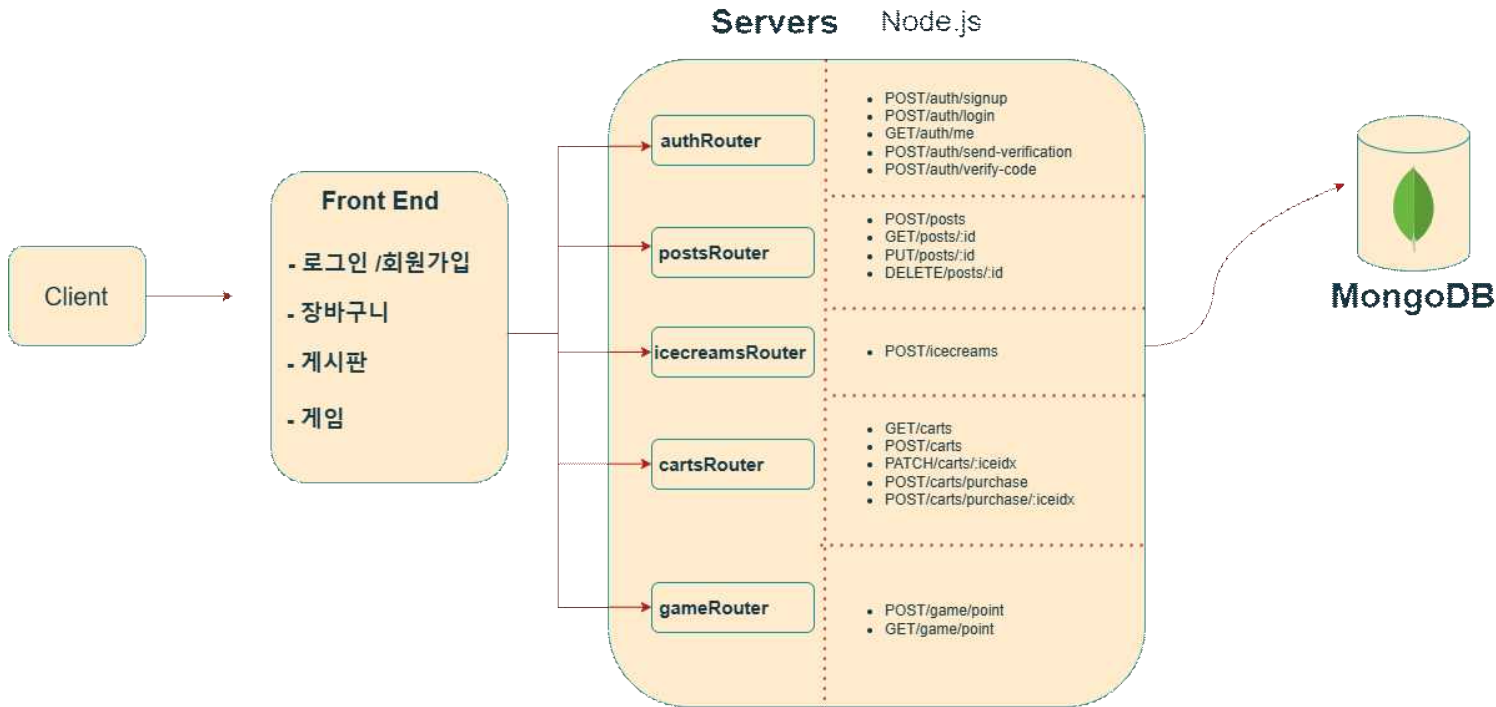 Servers Node.js
Client
Front End
- 로그인 /회원가입
- 장바구니
- 게시판
- 게임
authRouter
POST/auth/signup
POST/auth/login
GET/auth/me
POST/auth/send-verification
POST/auth/verify-code
postsRouter
POST/posts
GET/posts/:id
PUT/posts/:id
DELETE/posts/:id
icecreamsRouter
POST/icecreams
cartsRouter
GET/carts
POST/carts
PATCH/carts/:iceidx
POST/carts/purchase
POST/carts/purchase/:iceidx
gameRouter
POST/game/point
GET/game/point
MongoDB